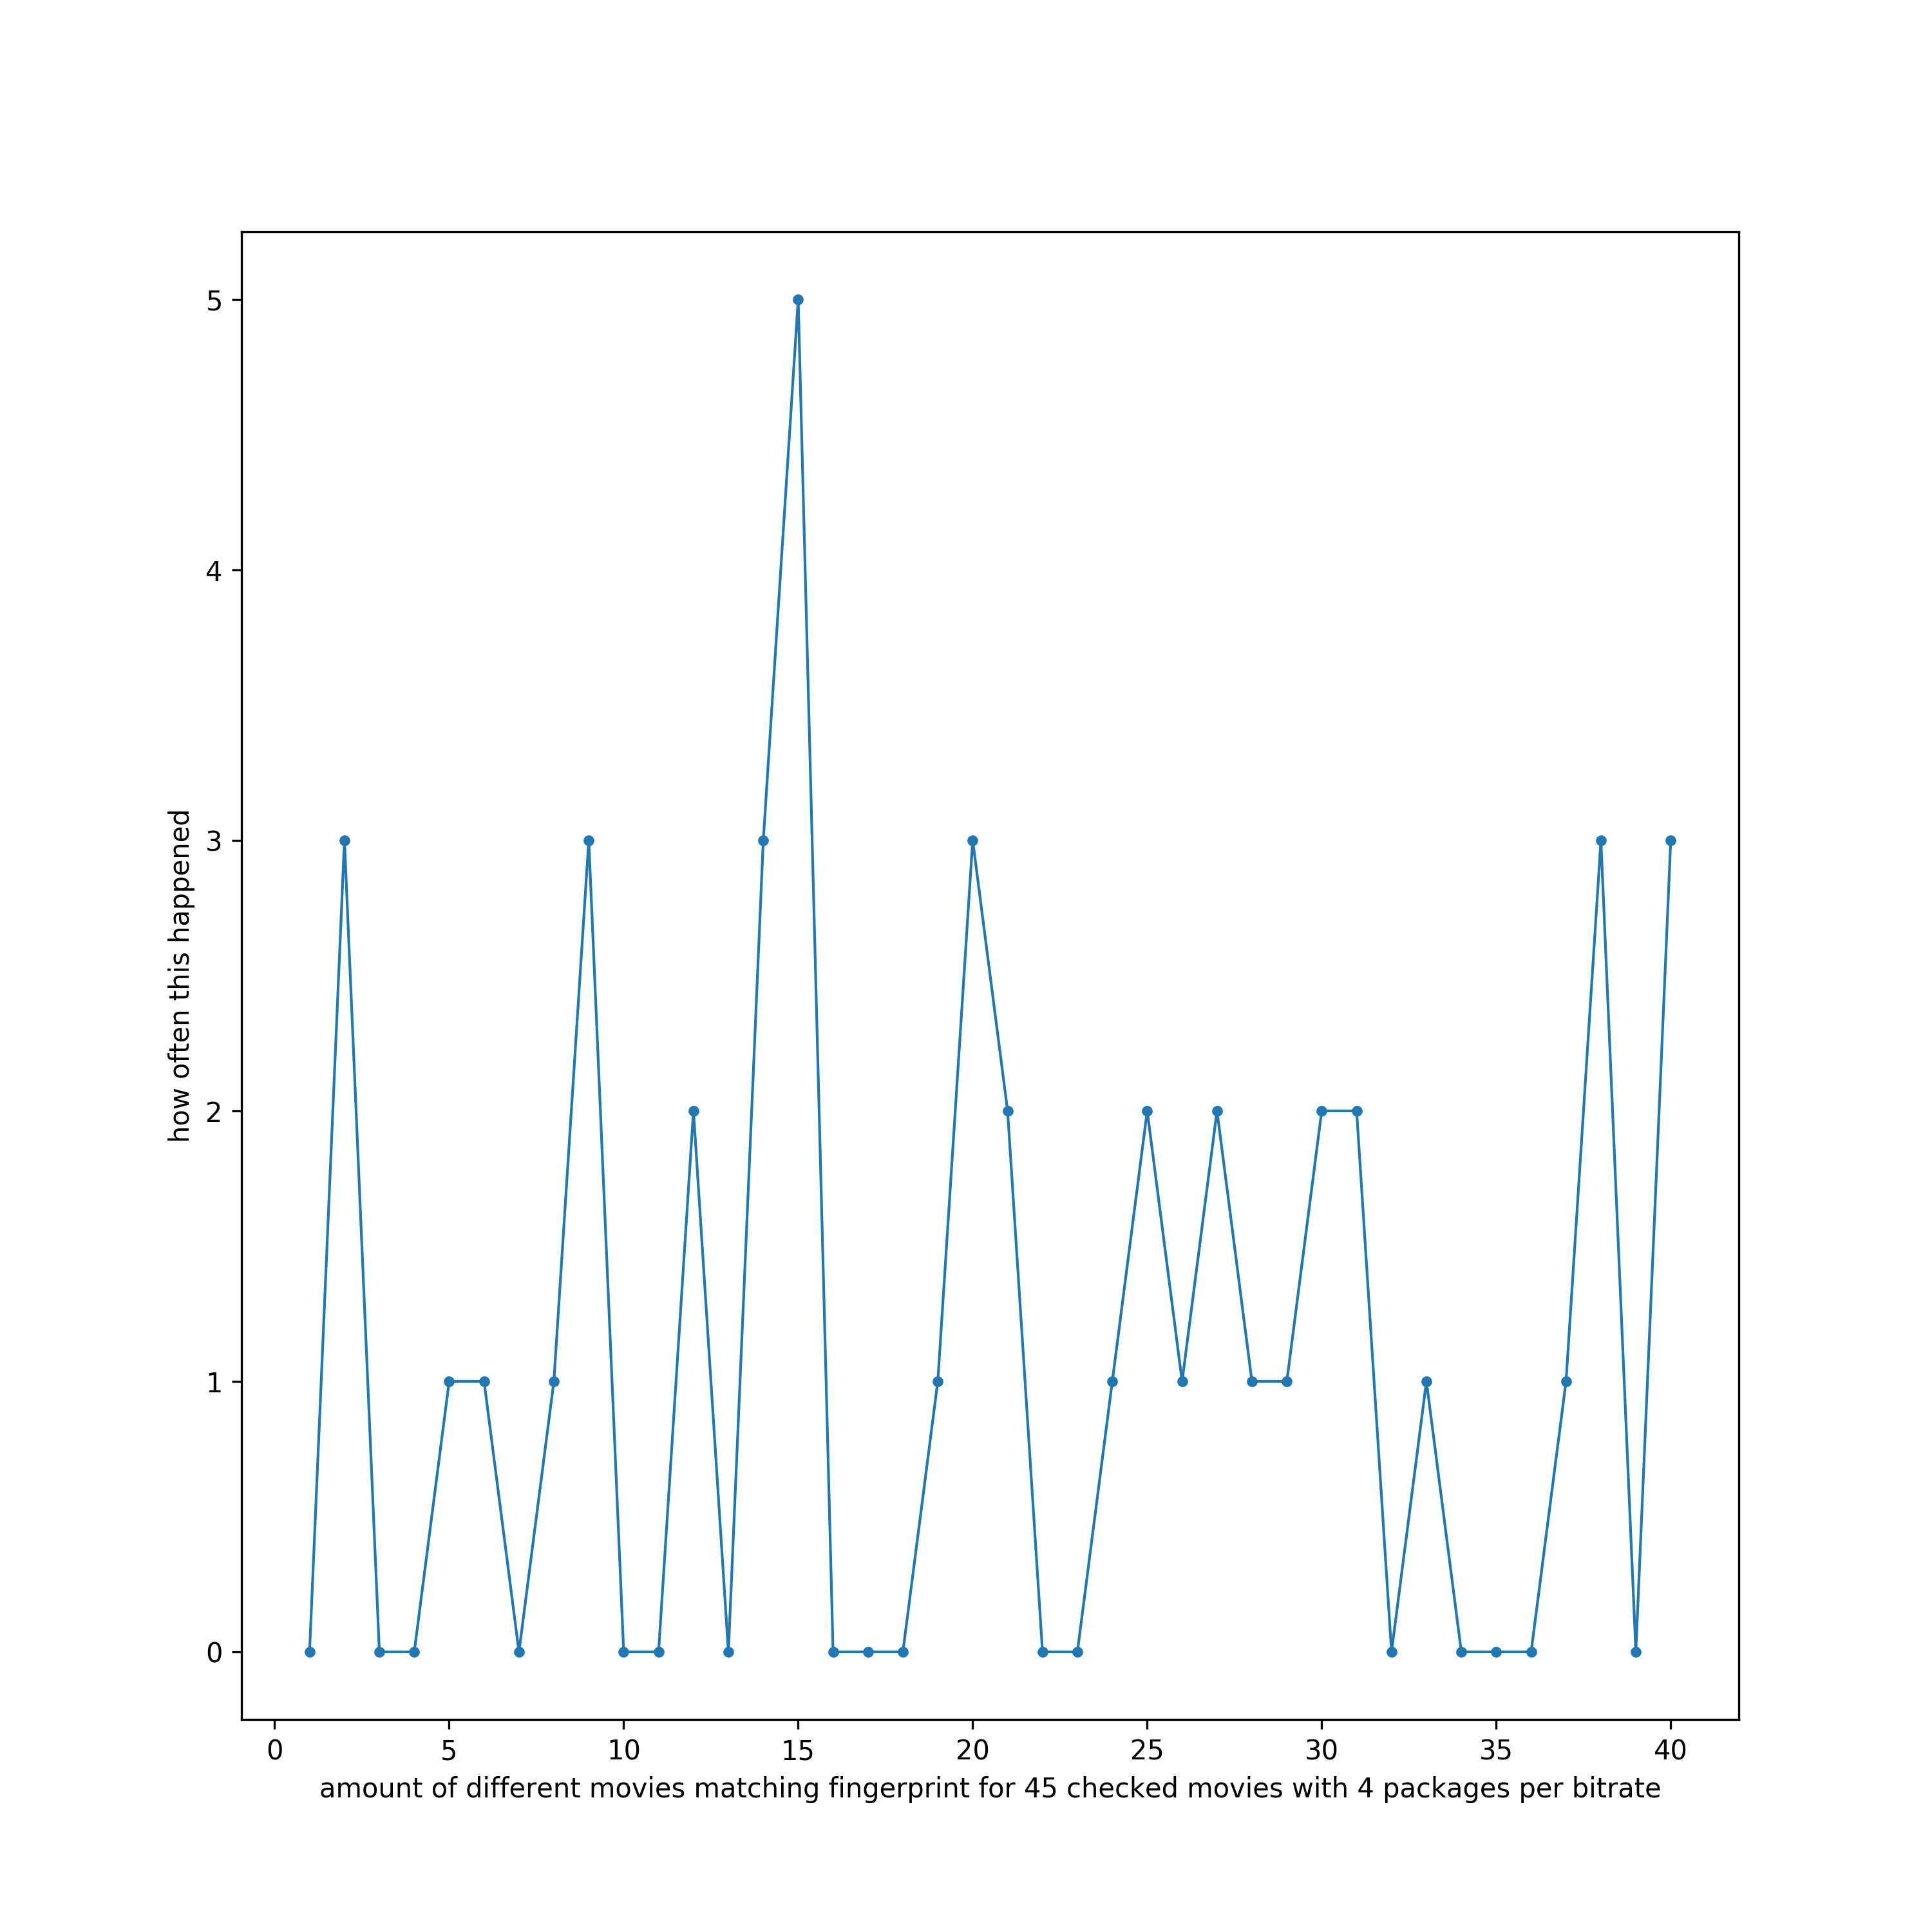 5
4
3
2
1
0
how often this happened
0 5 10 15 20 25 30 35 40
amount of different movies matching fingerprint for 45 checked movies with 4 packages per bitrate